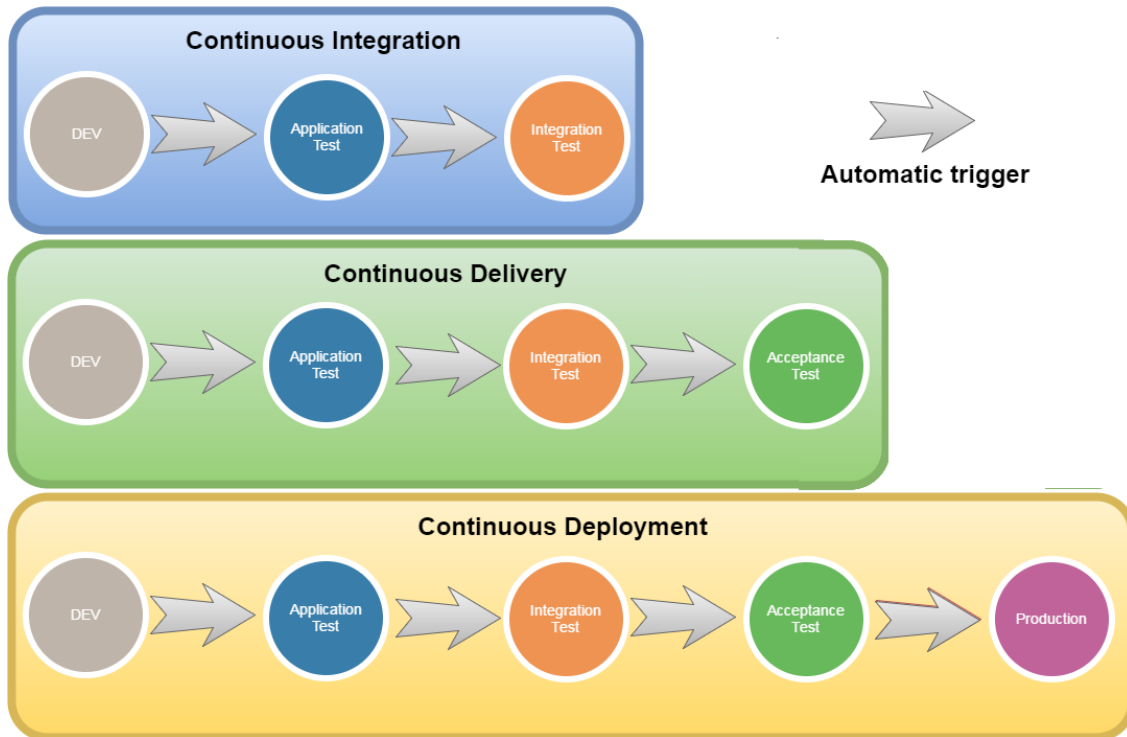 Continuous Integration
DEV
Application
Test
Integration
Test
Automatic trigger
Continuous Delivery
DEV
Application
Test
Integration
Test
Acceptance
Test
Continuous Deployment
DEV
Application
Test
Integration
Test
Acceptance
Test
Production